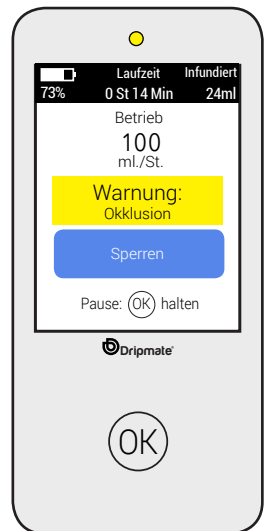 Laufzeit Infundiert
73% 0 St 14 Min 24ml
Betrieb
100
ml./St.
Warnung:
Okklusion
Sperren
Pause: OK halten
Dripmate
OK